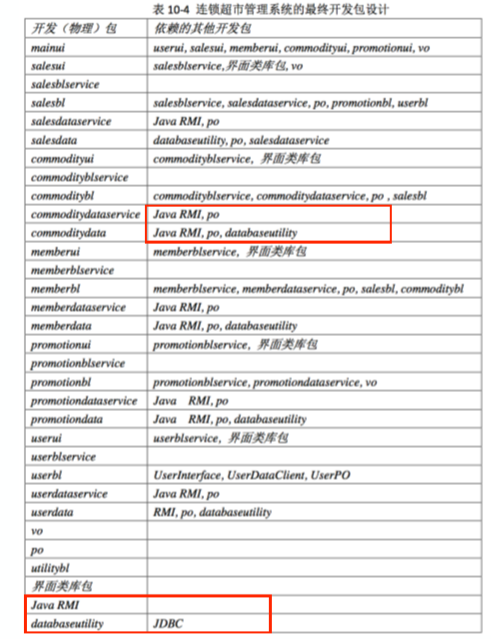 表 10-4 连锁超市管理系统的最终开发包设计
开发（物理）包 依赖的其他开发包
mainui userui, salesui, memberui, commodityui, promotionui, vo
salesui salesblservice,界面类库包, vo
salesblservice
salesbl salesblservice, salesdataservice, po, promotionbl, userbl
salesdataservice Java RMI, po
salesdata databaseutility, po, salesdataservice
commodityui commodityblservice, 界面类库包
commodityblservice
commoditybl commodityblservice, commoditydataservice, po , salesbl
commoditydataservice Java RMI, po
commoditydata Java RMI, po, databaseutility
memberui memberblservice, 界面类库包
memberblservice
memberbl memberblservice, memberdataservice, po, salesbl, commoditybl
memberdataservice Java RMI, po
memberdata Java RMI, po, databaseutility
promotionui promotionblservice, 界面类库包
promotionblservice
promotionbl promotionblservice, promotiondataservice, vo
promotiondataservice Java RMI, po
promotiondata Java RMI, po, databaseutility
userui userblservice, 界面类库包
userblservice
userbl UserInterface, UserDataClient, UserPO
userdataservice Java RMI, po
userdata RMI, po, databaseutility
vo
po
utilitybl
界面类库包
Java RMI
databaseutility JDBC